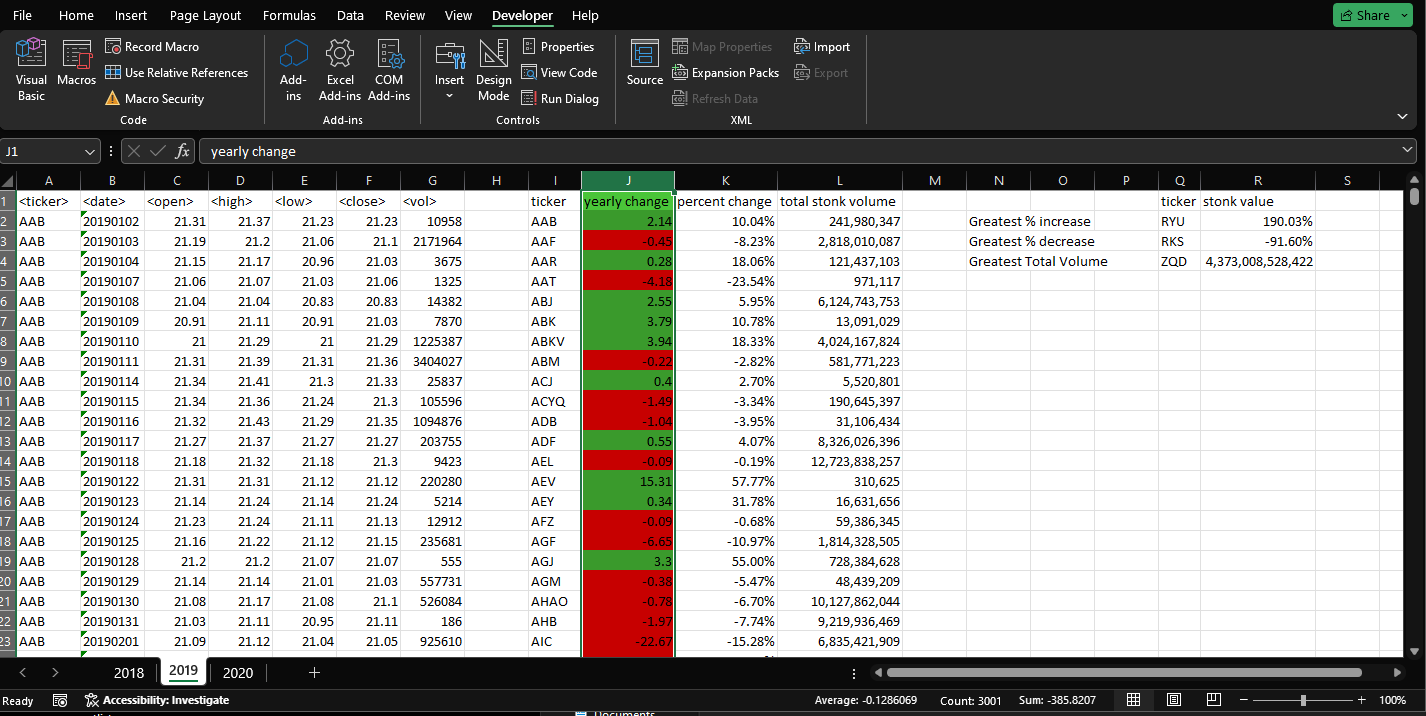 File Home Insert Page Layout Formulas Data Review View Developer Help Share
Visual Basic
Macros
Record Macro
Use Relative References
Macro Security
Code
Add-ins
Excel Add-ins
COM Add-ins
Add-ins
Insert
Design Mode
Properties
View Code
Run Dialog
Controls
Source
Map Properties
Expansion Packs
Refresh Data
Import
Export
XML
J1 fx yearly change
A B C D E F G H I J K L M N O P Q R S
1 <ticker> <date> <open> <high> <low> <close> <vol> ticker yearly change percent change total stonk volume ticker stonk value
2 AAB 20190102 21.31 21.37 21.23 21.23 10958 AAB 2.14 10.04% 241,980,347 Greatest % increase RYU 190.03%
3 AAB 20190103 21.19 21.2 21.06 21.1 2171964 AAF -0.45 -8.23% 2,818,010,087 Greatest % decrease RKS -91.60%
4 AAB 20190104 21.15 21.17 20.96 21.03 3675 AAR 0.28 18.06% 121,437,103 Greatest Total Volume ZQD 4,373,008,528,422
5 AAB 20190107 21.06 21.07 21.03 21.06 1325 AAT -4.18 -23.54% 971,117
6 AAB 20190108 21.04 21.04 20.83 20.83 14382 ABJ 2.55 5.95% 6,124,743,753
7 AAB 20190109 20.91 21.11 20.91 21.03 7870 ABK 3.79 10.78% 13,091,029
8 AAB 20190110 21 21.29 21 21.29 1225387 ABKV 3.94 18.33% 4,024,167,824
9 AAB 20190111 21.31 21.39 21.31 21.36 3404027 ABM -0.22 -2.82% 581,771,223
10 AAB 20190114 21.34 21.41 21.3 21.33 25837 ACJ 0.4 2.70% 5,520,801
11 AAB 20190115 21.34 21.36 21.24 21.3 105596 ACYQ -1.49 -3.34% 190,645,397
12 AAB 20190116 21.32 21.43 21.29 21.35 1094876 ADB -1.04 -3.95% 31,106,434
13 AAB 20190117 21.27 21.37 21.27 21.27 203755 ADF 0.55 4.07% 8,326,026,396
14 AAB 20190118 21.18 21.32 21.18 21.3 9423 AEL -0.09 -0.19% 12,723,838,257
15 AAB 20190122 21.31 21.31 21.12 21.12 220280 AEV 15.31 57.77% 310,625
16 AAB 20190123 21.14 21.24 21.14 21.24 5214 AEY 0.34 31.78% 16,631,656
17 AAB 20190124 21.23 21.24 21.11 21.13 12912 AFZ -0.09 -0.68% 59,386,345
18 AAB 20190125 21.16 21.22 21.12 21.15 235681 AGF -6.65 -10.97% 1,814,328,505
19 AAB 20190128 21.2 21.2 21.07 21.07 555 AGJ 3.3 55.00% 728,384,628
20 AAB 20190129 21.14 21.14 21.01 21.03 557731 AGM -0.38 -5.47% 48,439,209
21 AAB 20190130 21.08 21.17 21.08 21.1 526084 AHAO -0.78 -6.70% 10,127,862,044
22 AAB 20190131 21.03 21.11 20.95 21.11 186 AHB -1.97 -7.74% 9,219,936,469
23 AAB 20190201 21.09 21.12 21.04 21.05 925610 AIC -22.67 -15.28% 6,835,421,909
2018 2019 2020
Ready Accessibility: Investigate Average: -0.1286069 Count: 3001 Sum: -385.8207 100%
Documents